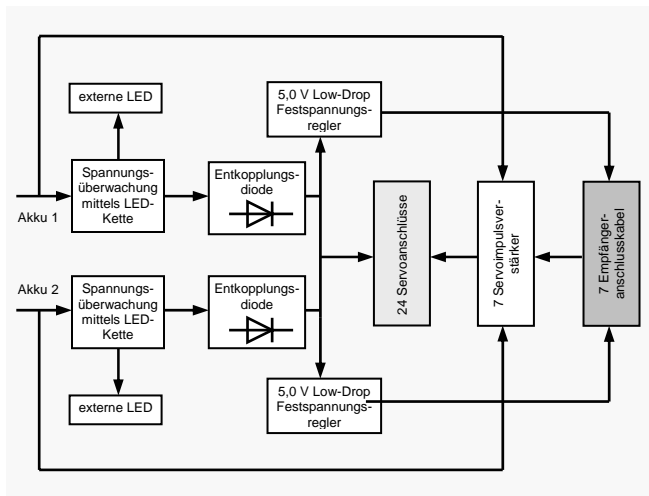 externe LED
5,0 V Low-Drop
Festspannungs-
regler
Spannungs-
überwachung
mittels LED-
Kette
Entkopplungs-
diode
Akku 1
24 Servoanschlüsse
7 Servoimpulsver-
stärker
7 Empfänger-
anschlusskabel
Akku 2
Spannungs-
überwachung
mittels LED-
Kette
Entkopplungs-
diode
externe LED
5,0 V Low-Drop
Festspannungs-
regler